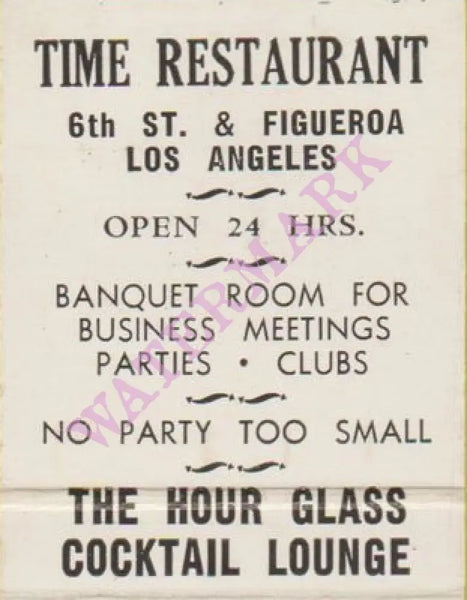 TIME RESTAURANT
6th ST. & FIGUEROA
LOS ANGELES
OPEN 24 HRS.
BANQUET ROOM FOR
BUSINESS MEETINGS
PARTIES • CLUBS
NO PARTY TOO SMALL
THE HOUR GLASS
COCKTAIL LOUNGE
WATERMARK